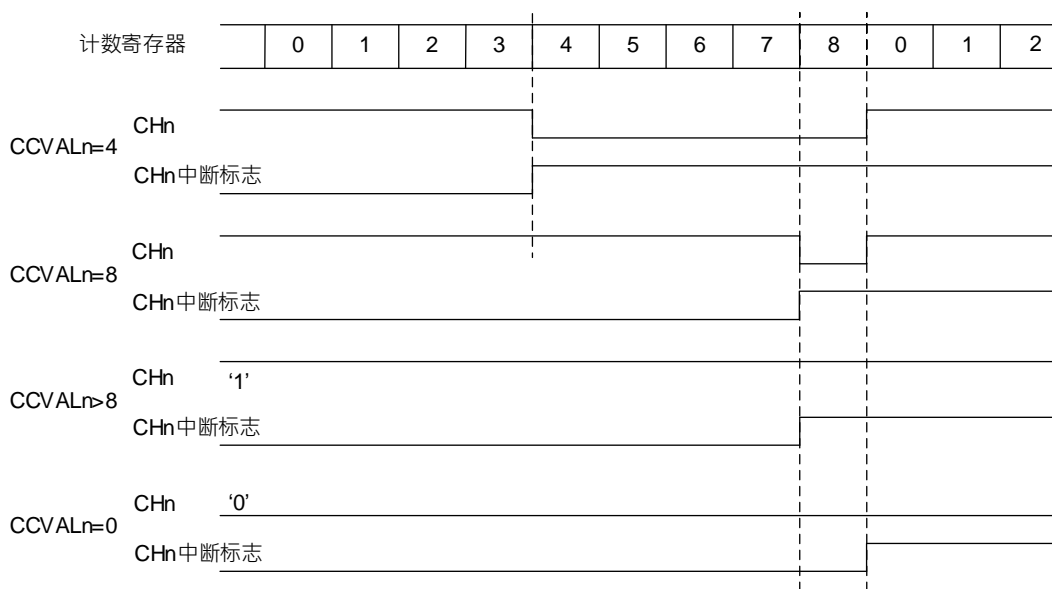 计数寄存器 0 1 2 3 4 5 6 7 8 0 1 2
CHn
CCVALn=4
CHn中断标志
CHn
CCVALn=8
CHn中断标志
CHn ‘1’
CCVALn>8
CHn中断标志
CHn ‘0’
CCVALn=0
CHn中断标志